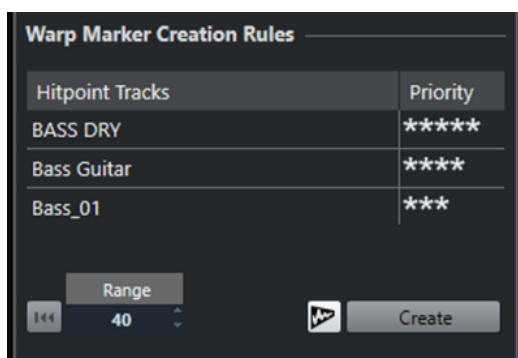 Warp Marker Creation Rules
Hitpoint Tracks Priority
BASS DRY *****
Bass Guitar ****
Bass_01 ***
Range
40 Create